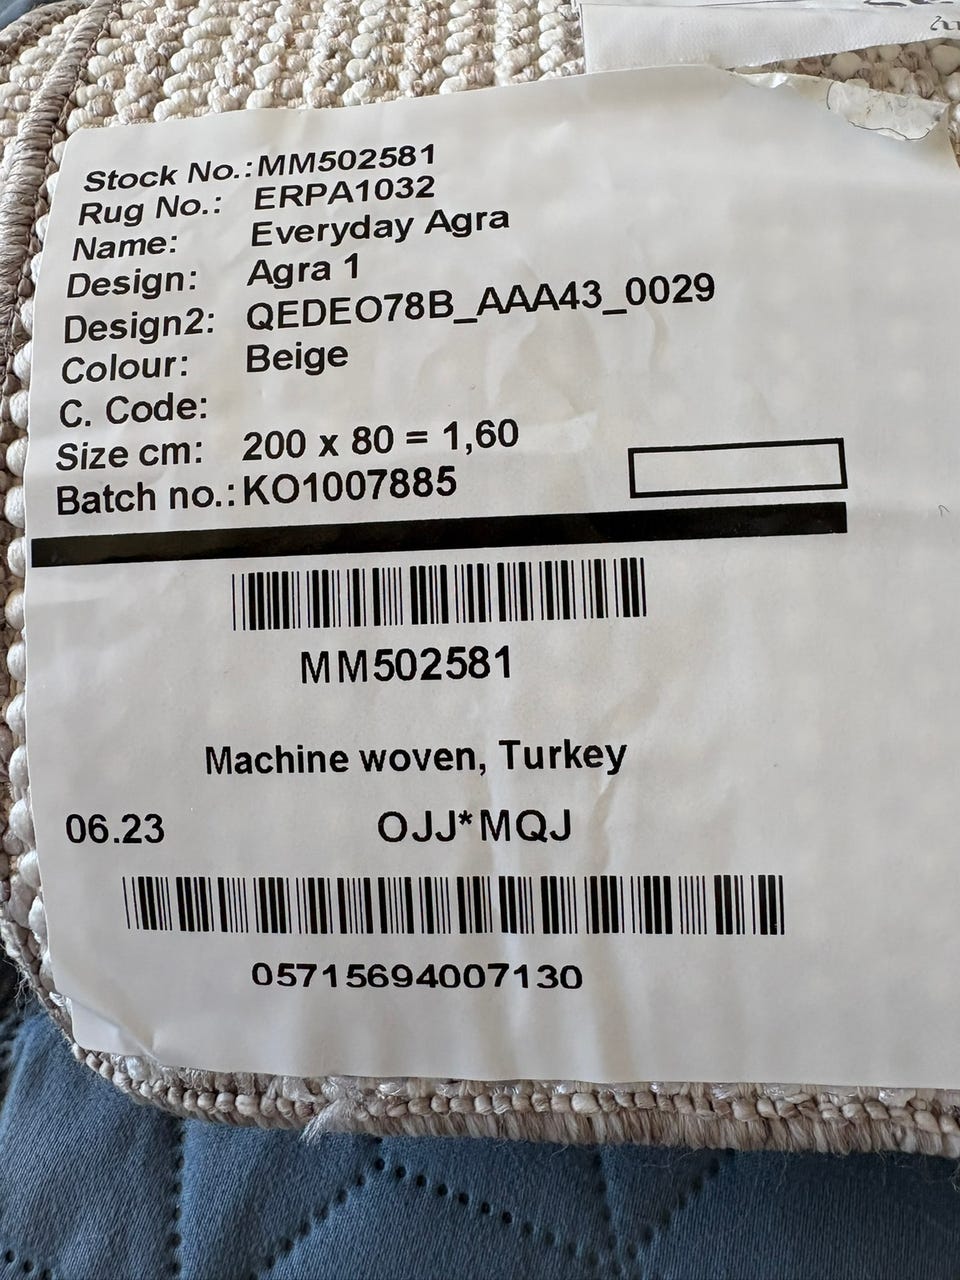 Stock No.: MM502581
Rug No.: ERPA1032
Name: Everyday Agra
Design: Agra 1
Design2: QEDEO78B_AAA43_0029
Colour: Beige
C. Code:
Size cm: 200 x 80 = 1,60
Batch no.: KO1007885
MM502581
Machine woven, Turkey
06.23 OJJ*MQJ
05715694007130